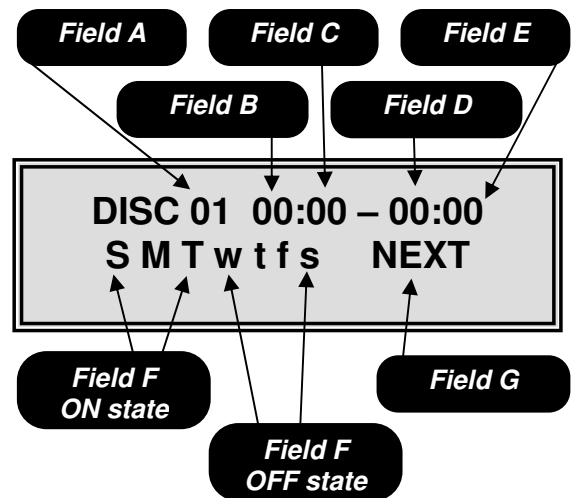 Field A
Field C
Field E
Field B
Field D
DISC 01 00:00 – 00:00
S M T w t f s NEXT
Field F
ON state
Field G
Field F
OFF state